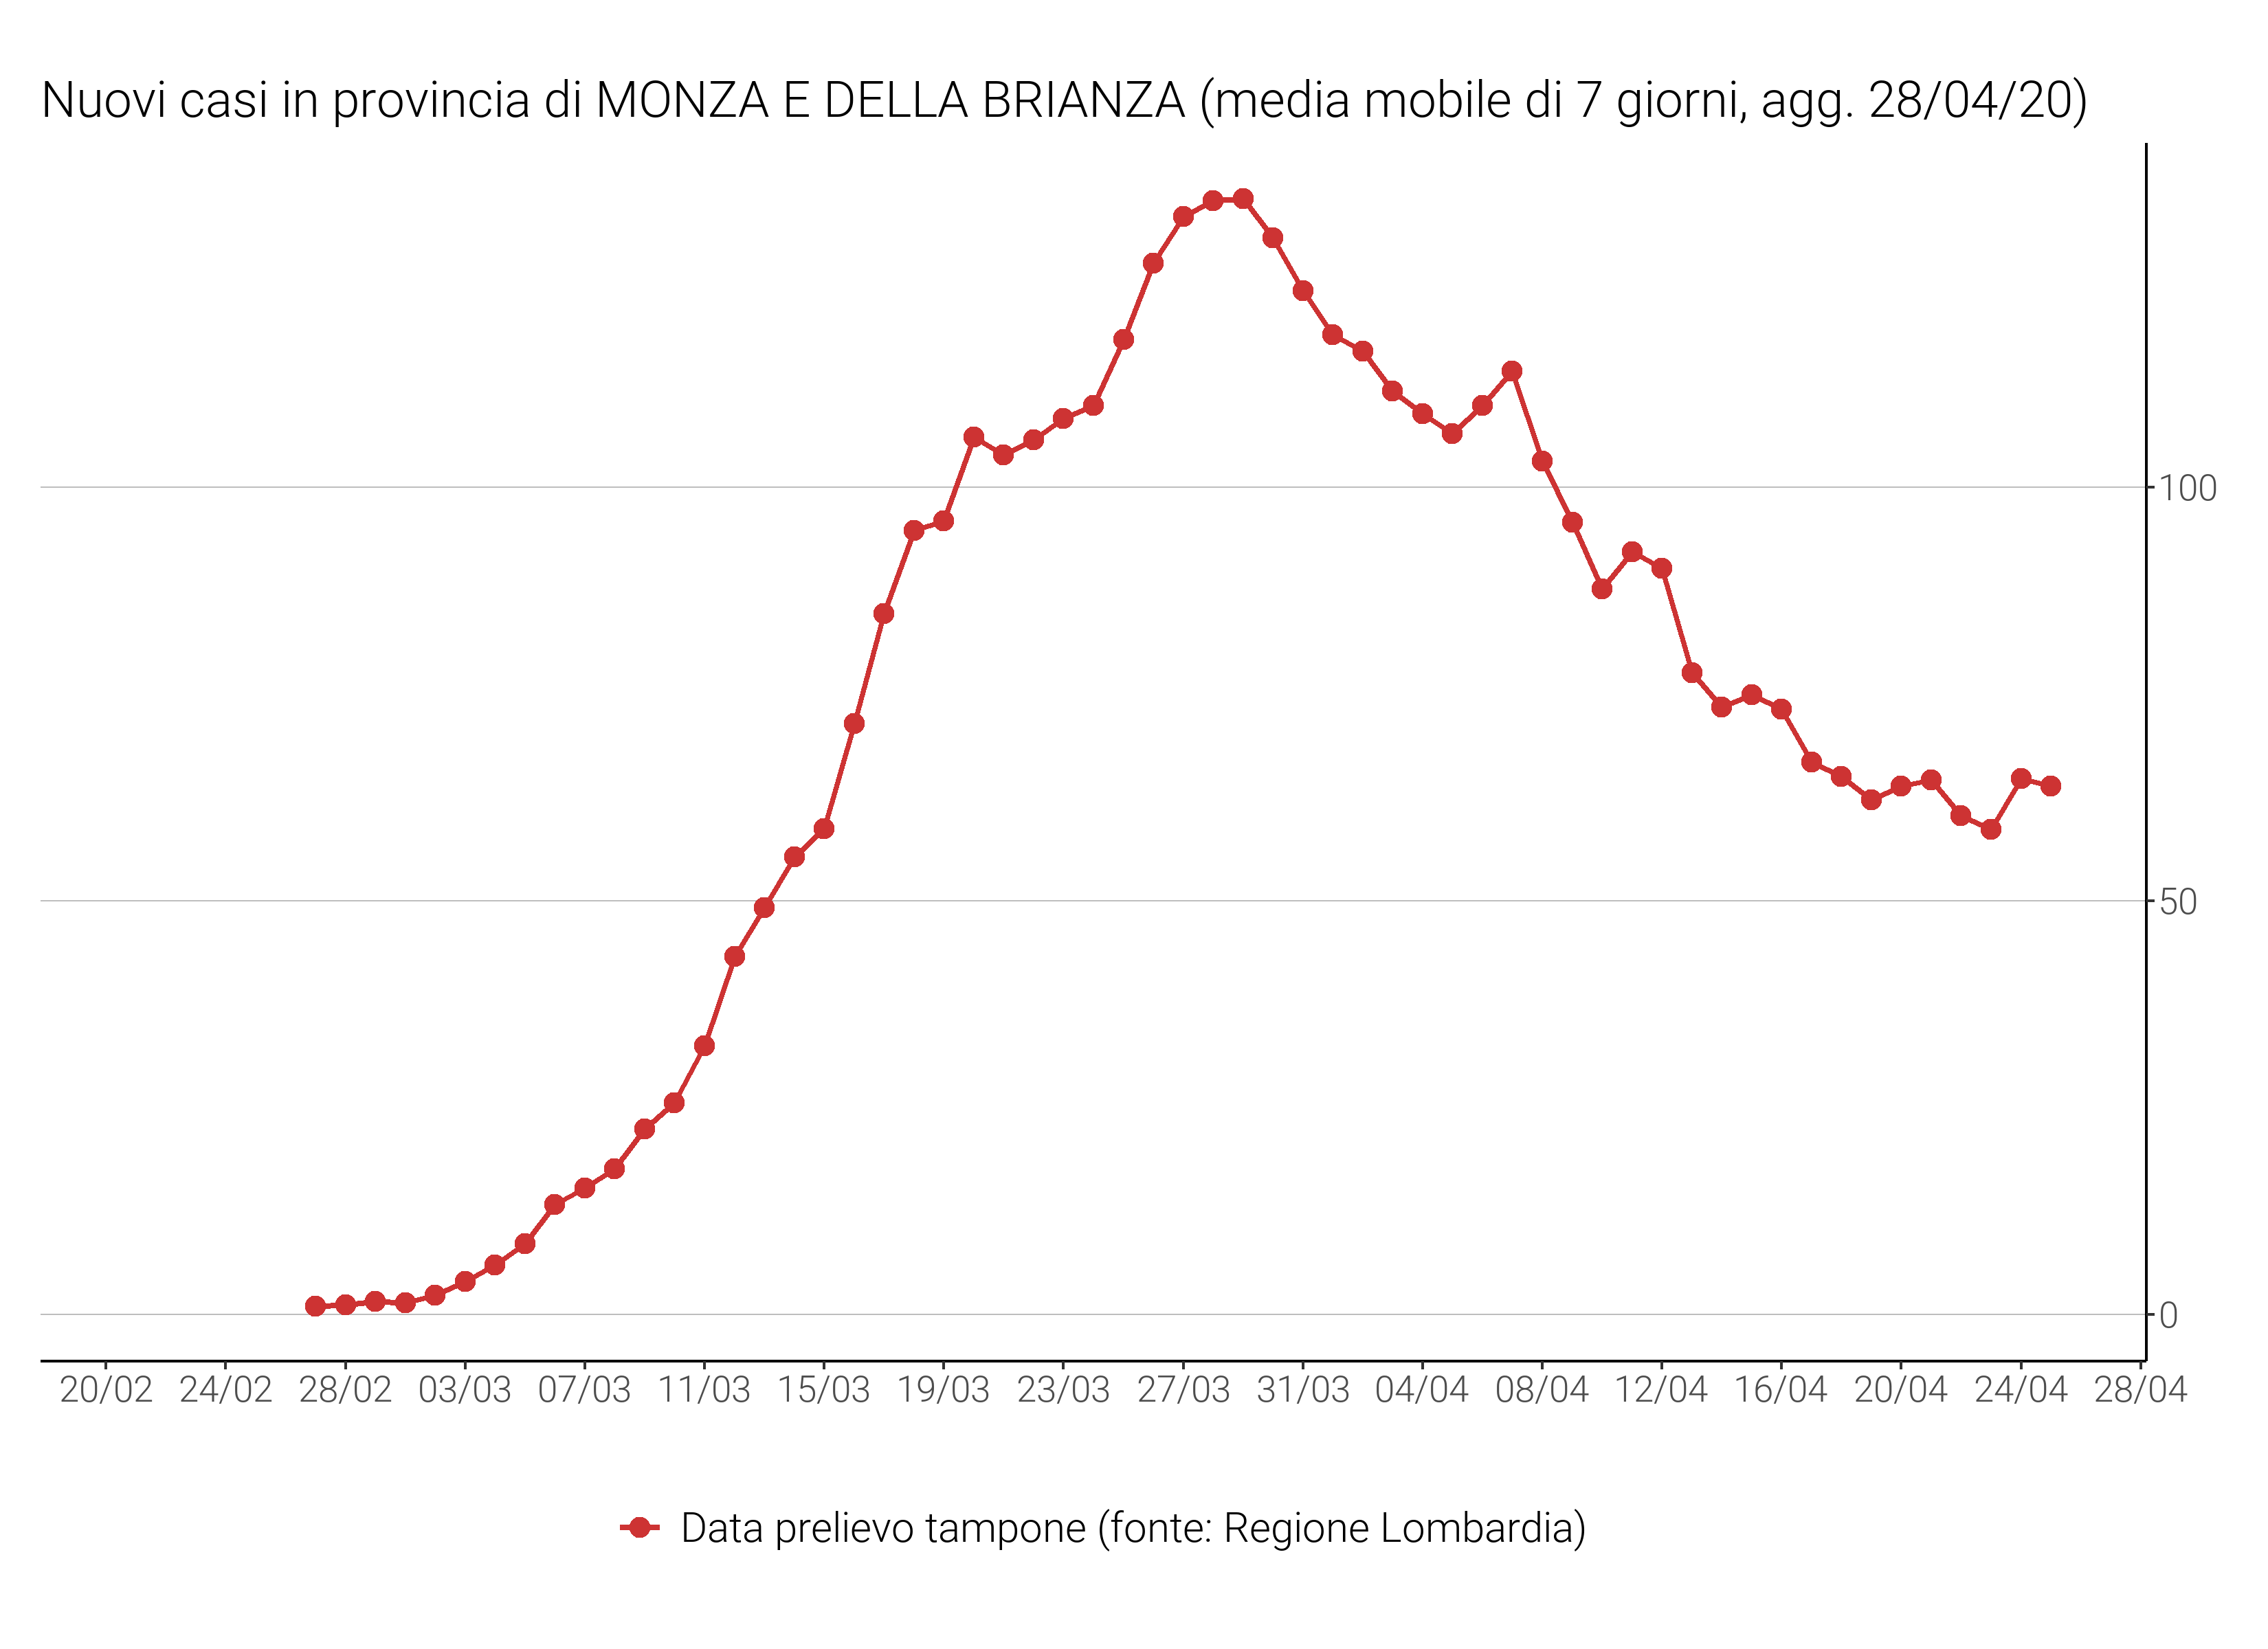 Nuovi casi in provincia di MONZA E DELLA BRIANZA (media mobile di 7 giorni, agg. 28/04/20)
100
50
0
20/02 24/02 28/02 03/03 07/03 11/03 15/03 19/03 23/03 27/03 31/03 04/04 08/04 12/04 16/04 20/04 24/04 28/04
Data prelievo tampone (fonte: Regione Lombardia)